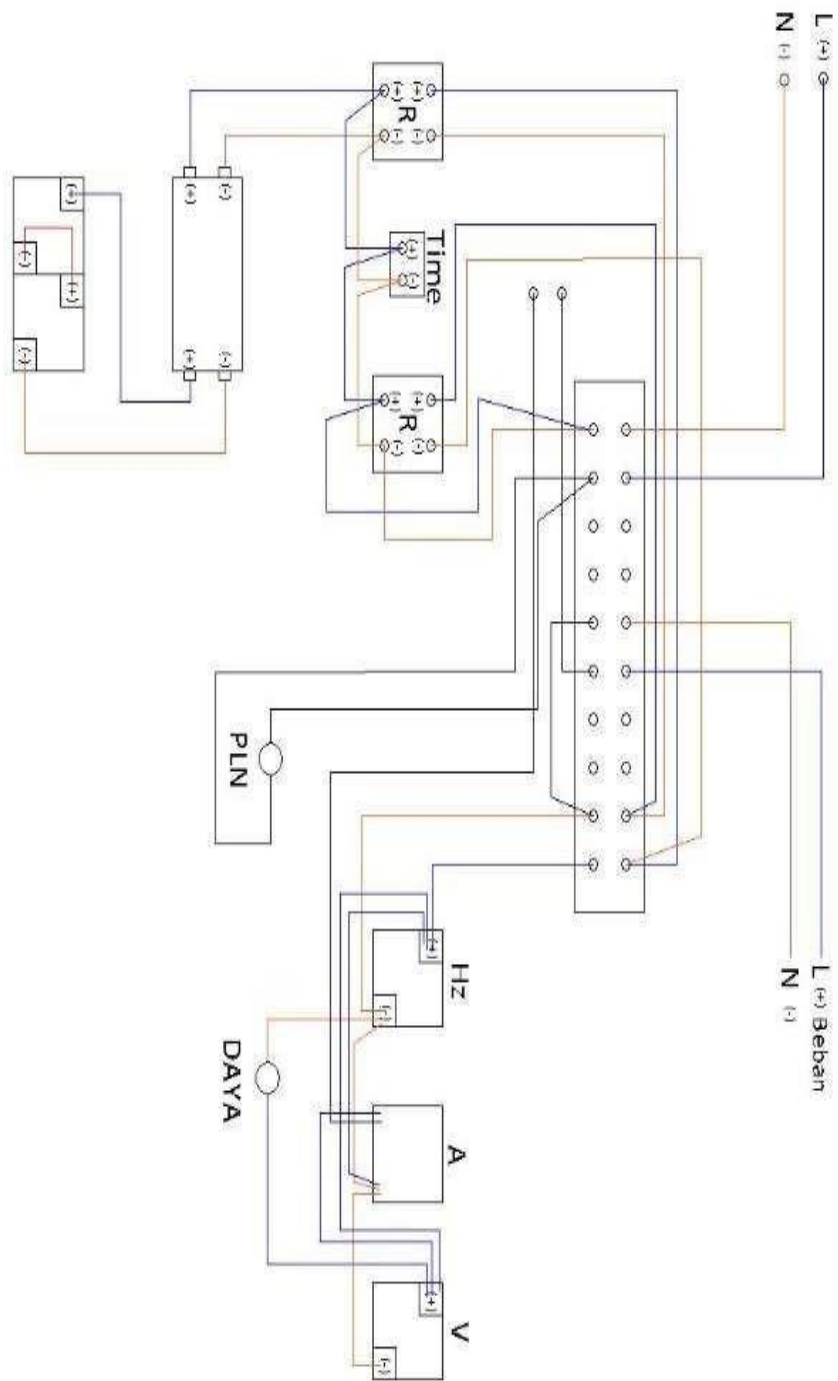 L (+)
L (+) Beban
N (-)
N (-)
Hz
A
V
(+)
(+)
Time
(+) (-)
R
(+) (-)
(+) (-)
(+) (-)
R
(+) (-)
(-)
(-)
PLN
DAYA
(-)
(-)
(+)
(+)
(+)
(+)
(-)
(-)